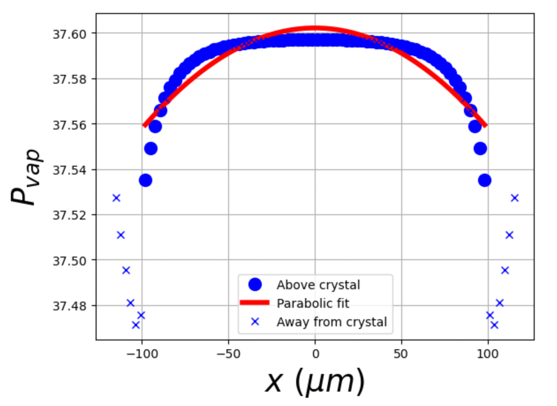 37.60
37.58
37.56
37.54
37.52
37.50
37.48
P_vap
Above crystal
Parabolic fit
Away from crystal
−100
−50
0
50
100
x (μm)